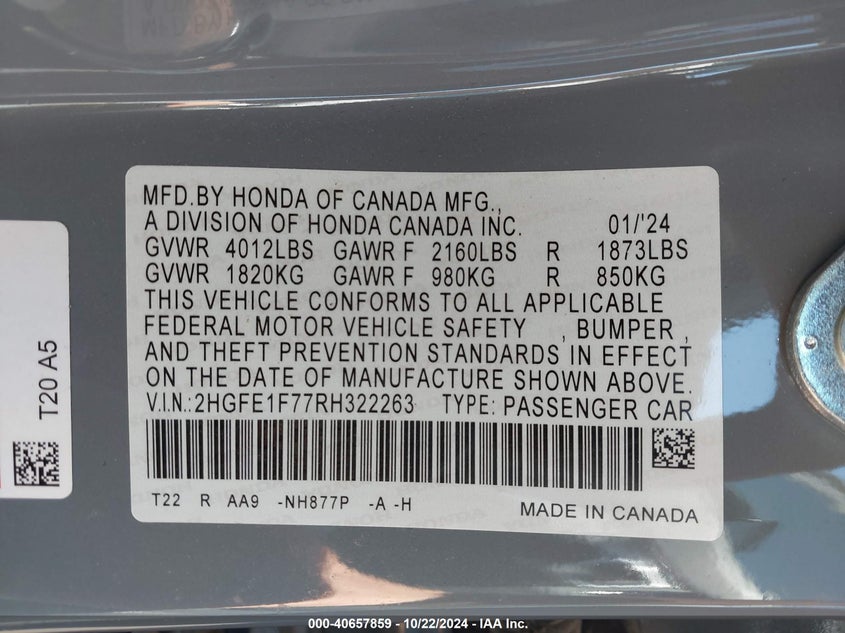 MFD.BY HONDA OF CANADA MFG.,
A DIVISION OF HONDA CANADA INC. 01/'24
GVWR 4012LBS GAWR F 2160LBS R 1873LBS
GVWR 1820KG GAWR F 980KG R 850KG
THIS VEHICLE CONFORMS TO ALL APPLICABLE
FEDERAL MOTOR VEHICLE SAFETY , BUMPER ,
AND THEFT PREVENTION STANDARDS IN EFFECT
ON THE DATE OF MANUFACTURE SHOWN ABOVE.
V.I.N.:2HGFE1F77RH322263 TYPE: PASSENGER CAR
T22 R AA9 -NH877P -A -H MADE IN CANADA
T20 A5
000-40657859 - 10/22/2024 - IAA Inc.